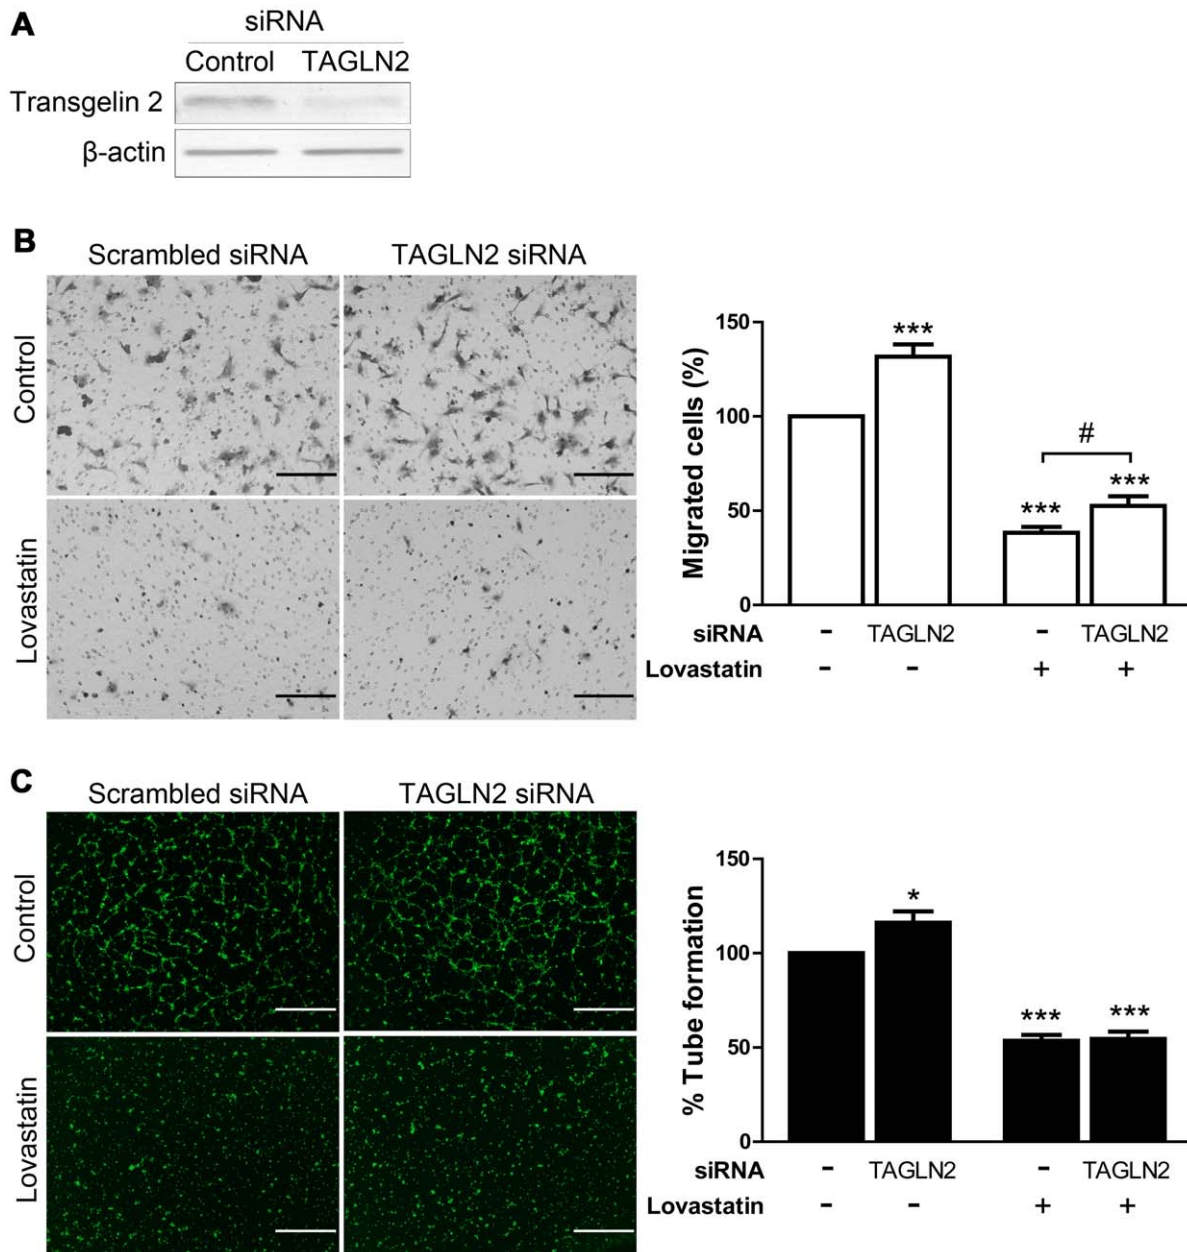 A
siRNA
Control TAGLN2
Transgelin 2
β-actin
B
Scrambled siRNA TAGLN2 siRNA
Control
Lovastatin
Migrated cells (%)
150
100
50
0
***
#
*** ***
siRNA - TAGLN2 - TAGLN2
Lovastatin - - + +
C
Scrambled siRNA TAGLN2 siRNA
Control
Lovastatin
% Tube formation
150
100
50
0
*
*** ***
siRNA - TAGLN2 - TAGLN2
Lovastatin - - + +